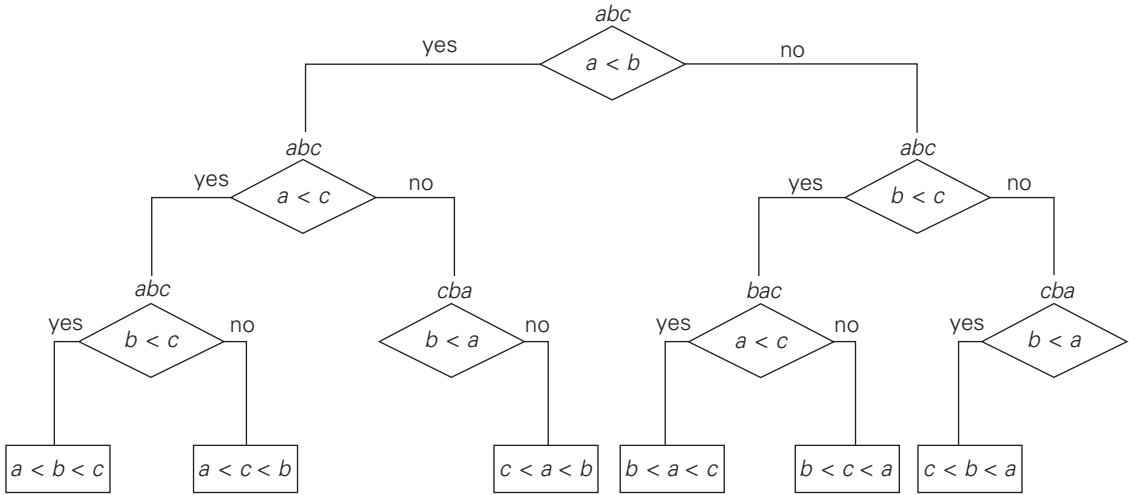 abc
yes
a < b
no
abc
abc
yes
a < c
no
yes
b < c
no
abc
cba
bac
cba
yes
b < c
no
b < a
no
yes
a < c
no
yes
b < a
a < b < c
a < c < b
c < a < b
b < a < c
b < c < a
c < b < a